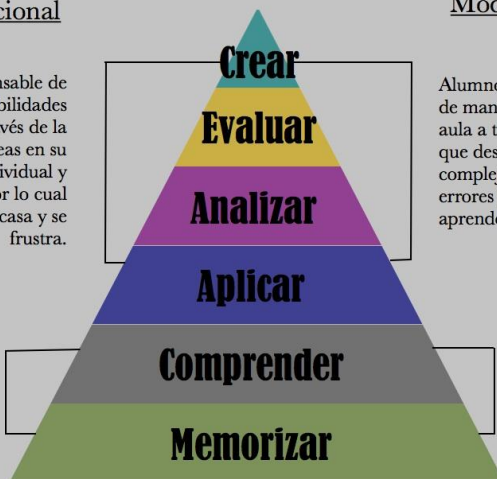 cional
nsable de
bilidades
vés de la
eas en su
ividual y
or lo cual
casa y se
frustra.
Crear
Evaluar
Analizar
Aplicar
Comprender
Memorizar
Mod
Alumno
de man
aula a t
que des
complej
errores
aprende